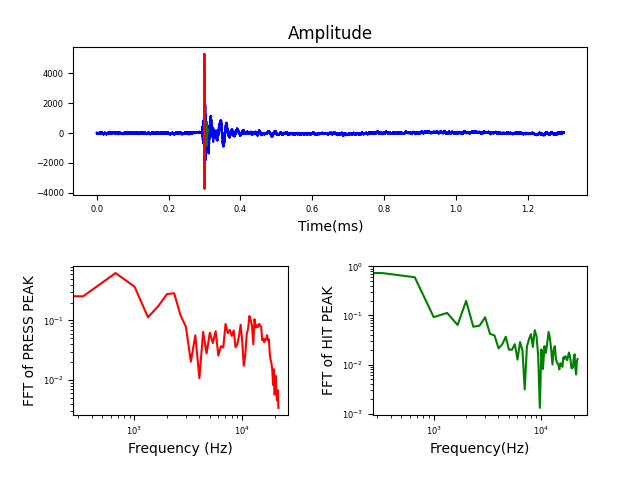 Amplitude
4000
2000
0
−2000
−4000
0.0 0.2 0.4 0.6 0.8 1.0 1.2
Time(ms)
FFT of PRESS PEAK
10⁻¹
10⁻²
10³ 10⁴
Frequency (Hz)
FFT of HIT PEAK
10⁰
10⁻¹
10⁻²
10⁻³
10³ 10⁴
Frequency(Hz)